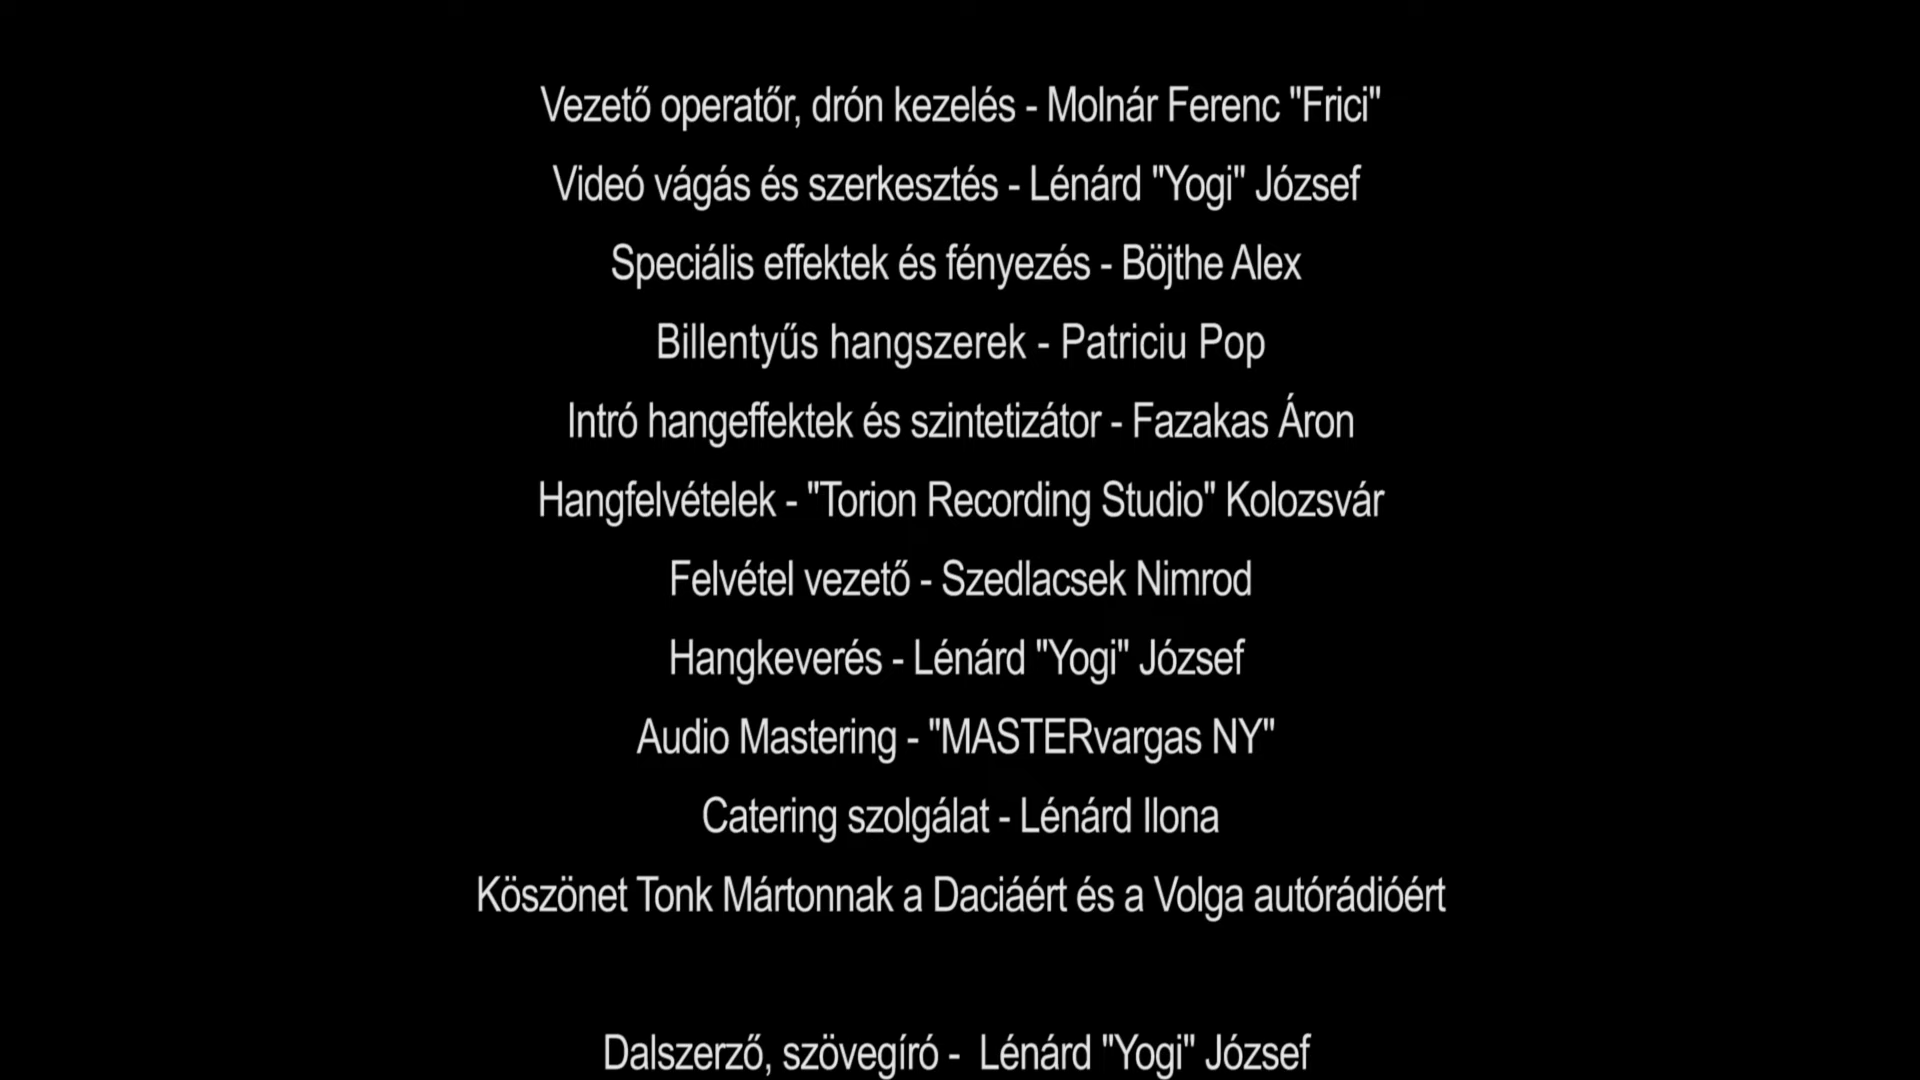 Vezető operatőr, drón kezelés - Molnár Ferenc "Frici"
Videó vágás és szerkesztés - Lénárd "Yogi" József
Speciális effektek és fényezés - Böjthe Alex
Billentyűs hangszerek - Patriciu Pop
Intró hangeffektek és szintetizátor - Fazakas Áron
Hangfelvételek - "Torion Recording Studio" Kolozsvár
Felvétel vezető - Szedlacsek Nimrod
Hangkeverés - Lénárd "Yogi" József
Audio Mastering - "MASTERvargas NY"
Catering szolgálat - Lénárd Ilona
Köszönet Tonk Mártonnak a Daciáért és a Volga autórádióért
Dalszerző, szövegíró - Lénárd "Yogi" József